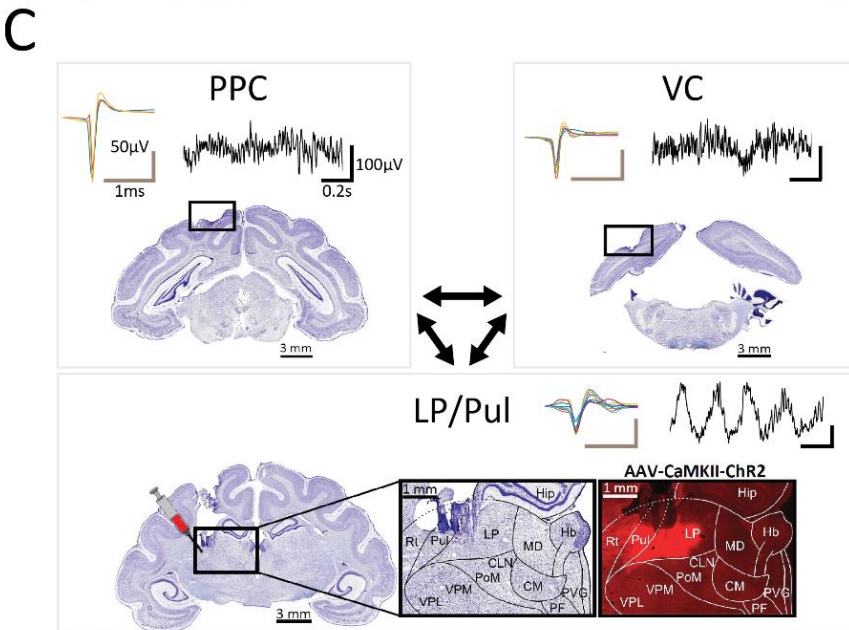 C
PPC
50µV
1ms
100µV
0.2s
3 mm
VC
3 mm
LP/Pul
3 mm
1 mm
Hip
Rt
Pul
LP
MD
Hb
CLN
PoM
VPM
CM
PVG
VPL
PF
AAV-CaMKII-ChR2
1 mm
Hip
Rt
Pul
LP
MD
Hb
CLN
PoM
VPM
CM
PVG
VPL
PF